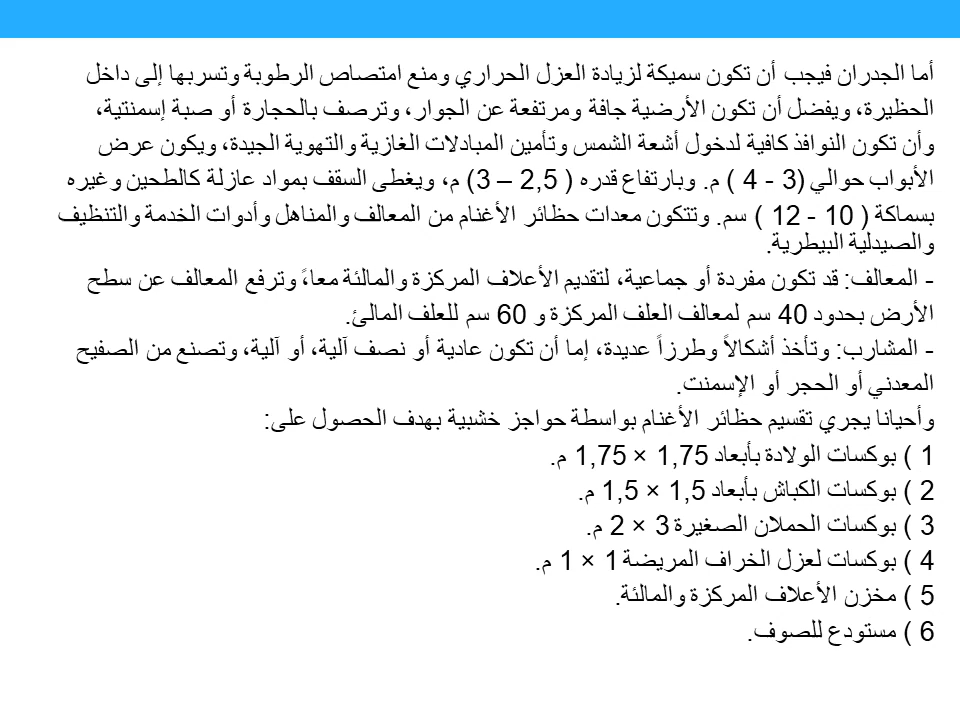 أما الجدران فيجب أن تكون سميكة لزيادة العزل الحراري ومنع امتصاص الرطوبة وتسربها إلى داخل
الحظيرة، ويفضل أن تكون الأرضية جافة ومرتفعة عن الجوار، وترصف بالحجارة أو صبة إسمنتية،
وأن تكون النوافذ كافية لدخول أشعة الشمس وتأمين المبادلات الغازية والتهوية الجيدة، ويكون عرض
الأبواب حوالي (3 - 4 ) م. وبارتفاع قدره ( 2,5 – 3) م، ويغطى السقف بمواد عازلة كالطحين وغيره
بسماكة ( 10 - 12 ) سم. وتتكون معدات حظائر الأغنام من المعالف والمناهل وأدوات الخدمة والتنظيف
والصيدلية البيطرية.
- المعالف: قد تكون مفردة أو جماعية، لتقديم الأعلاف المركزة والمالئة معاً، وترفع المعالف عن سطح
الأرض بحدود 40 سم لمعالف العلف المركزة و 60 سم للعلف المالئ.
- المشارب: وتأخذ أشكالاً وطرزاً عديدة، إما أن تكون عادية أو نصف آلية، أو آلية، وتصنع من الصفيح
المعدني أو الحجر أو الإسمنت.
وأحيانا يجري تقسيم حظائر الأغنام بواسطة حواجز خشبية بهدف الحصول على:
1 ) بوكسات الولادة بأبعاد 1,75 × 1,75 م.
2 ) بوكسات الكباش بأبعاد 1,5 × 1,5 م.
3 ) بوكسات الحملان الصغيرة 3 × 2 م.
4 ) بوكسات لعزل الخراف المريضة 1 × 1 م.
5 ) مخزن الأعلاف المركزة والمالئة.
6 ) مستودع للصوف.